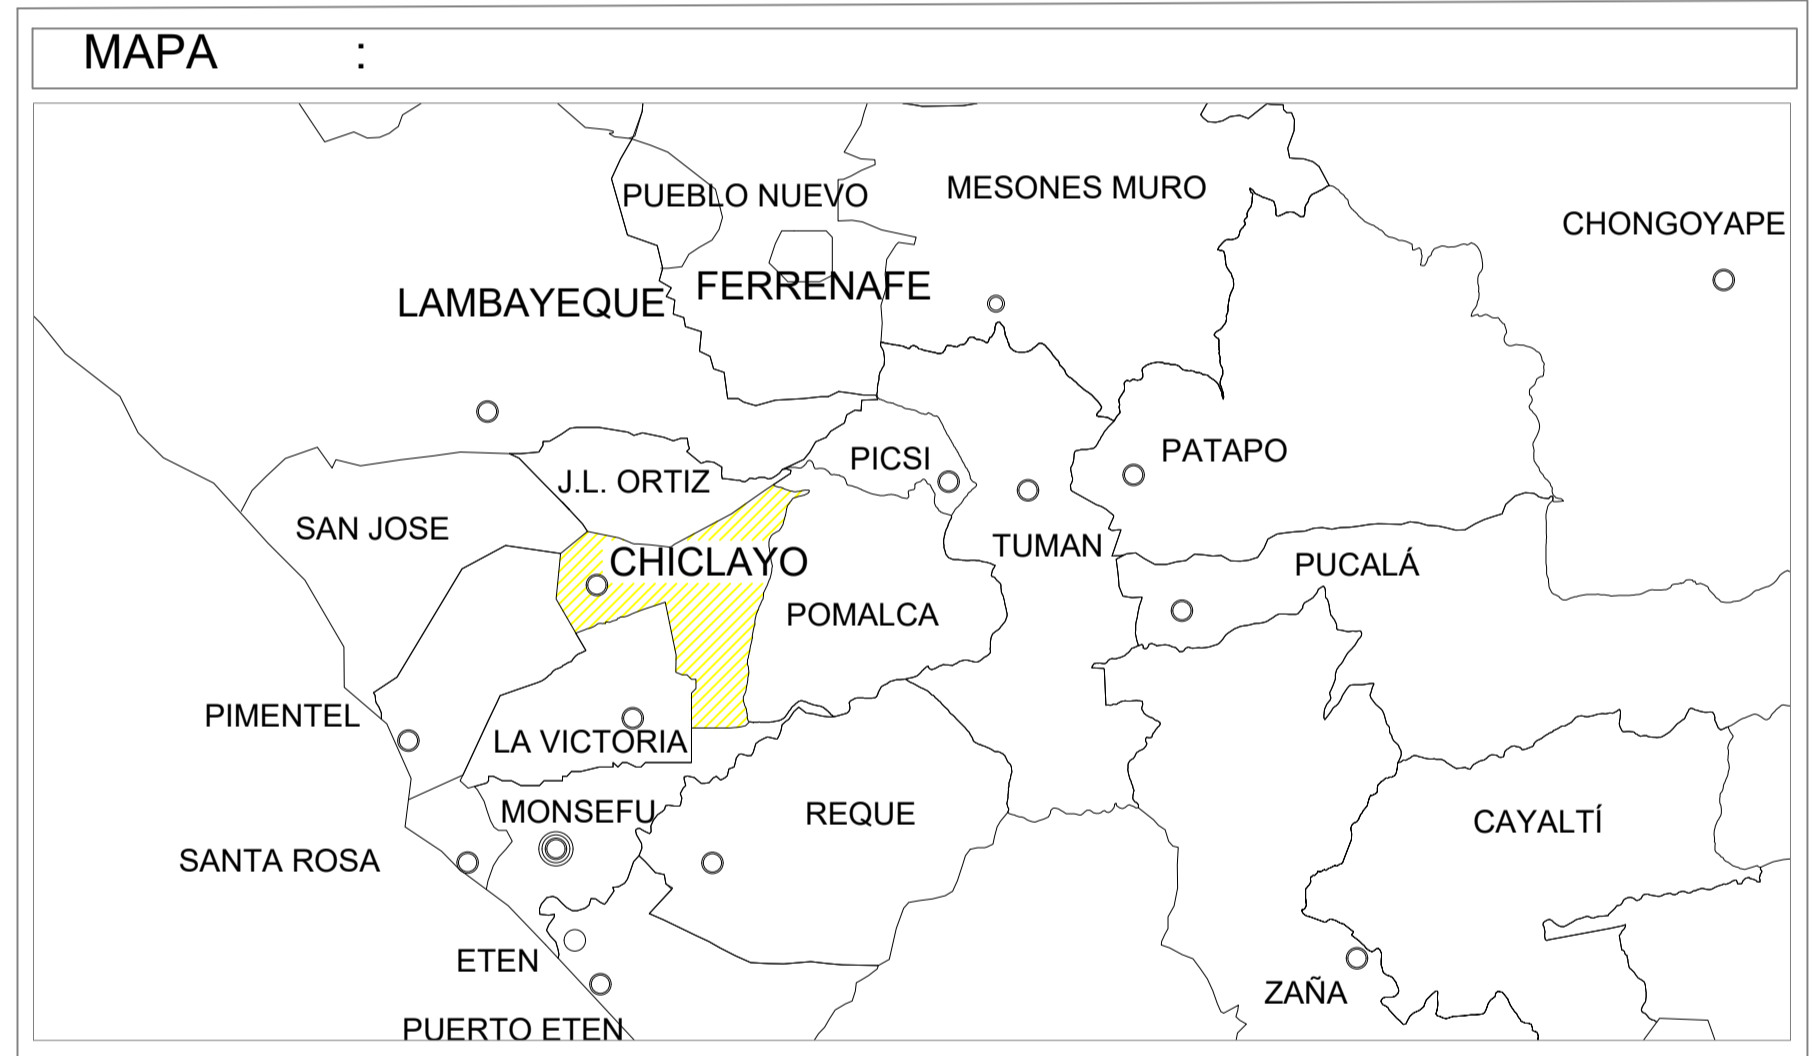 MAPA :
PUEBLO NUEVO
MESONES MURO
CHONGOYAPE
LAMBAYEQUE
FERRENAFE
PICSI
PATAPO
J.L. ORTIZ
SAN JOSE
TUMAN
CHICLAYO
PUCALÁ
POMALCA
PIMENTEL
LA VICTORIA
MONSEFU
REQUE
CAYALTÍ
SANTA ROSA
ETEN
ZAÑA
PUERTO ETEN